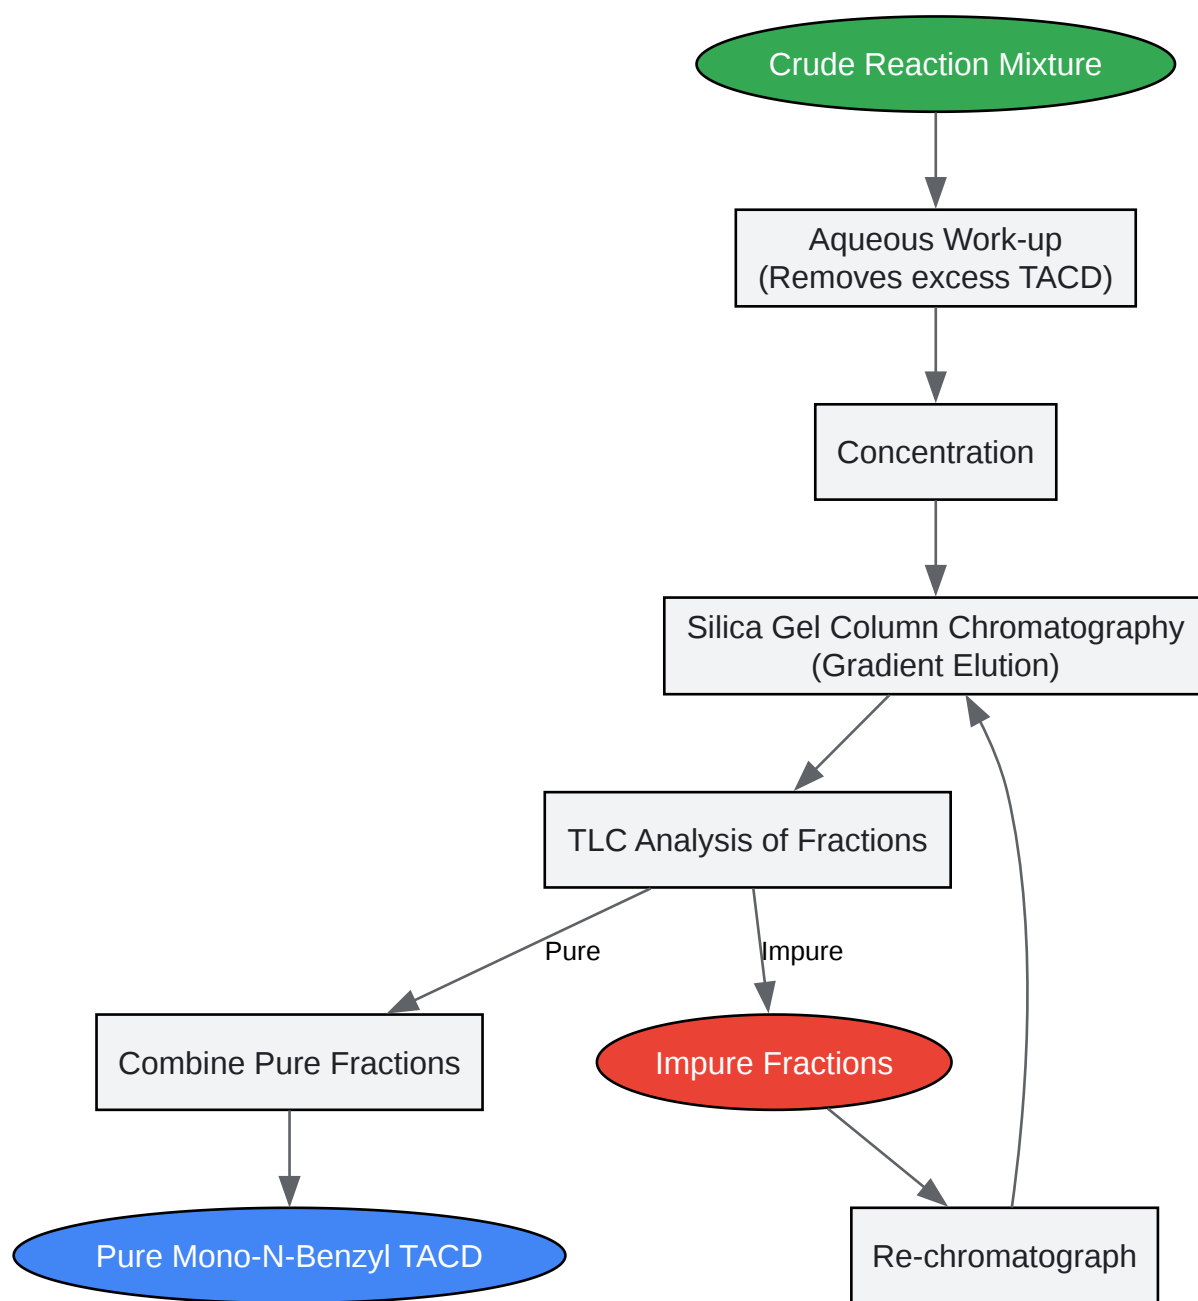 Crude Reaction Mixture
Aqueous Work-up
(Removes excess TACD)
Concentration
Silica Gel Column Chromatography
(Gradient Elution)
TLC Analysis of Fractions
Pure
Impure
Combine Pure Fractions
Impure Fractions
Pure Mono-N-Benzyl TACD
Re-chromatograph